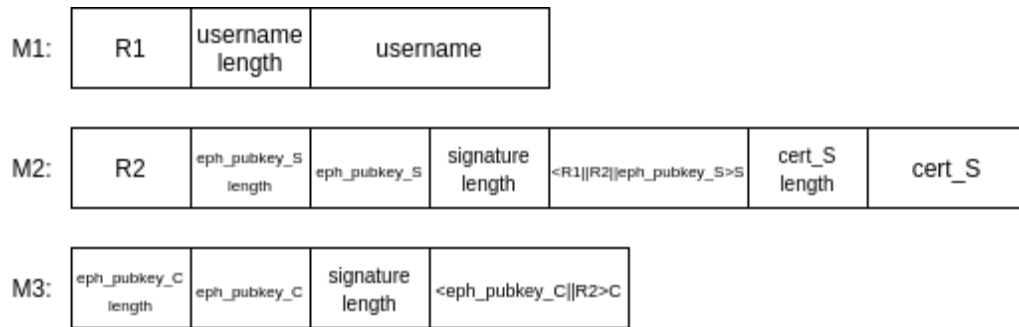 M1:
R1
username
length
username
M2:
R2
eph_pubkey_S
length
eph_pubkey_S
signature
length
<R1||R2||eph_pubkey_S>S
cert_S
length
cert_S
M3:
eph_pubkey_C
length
eph_pubkey_C
signature
length
<eph_pubkey_C||R2>C